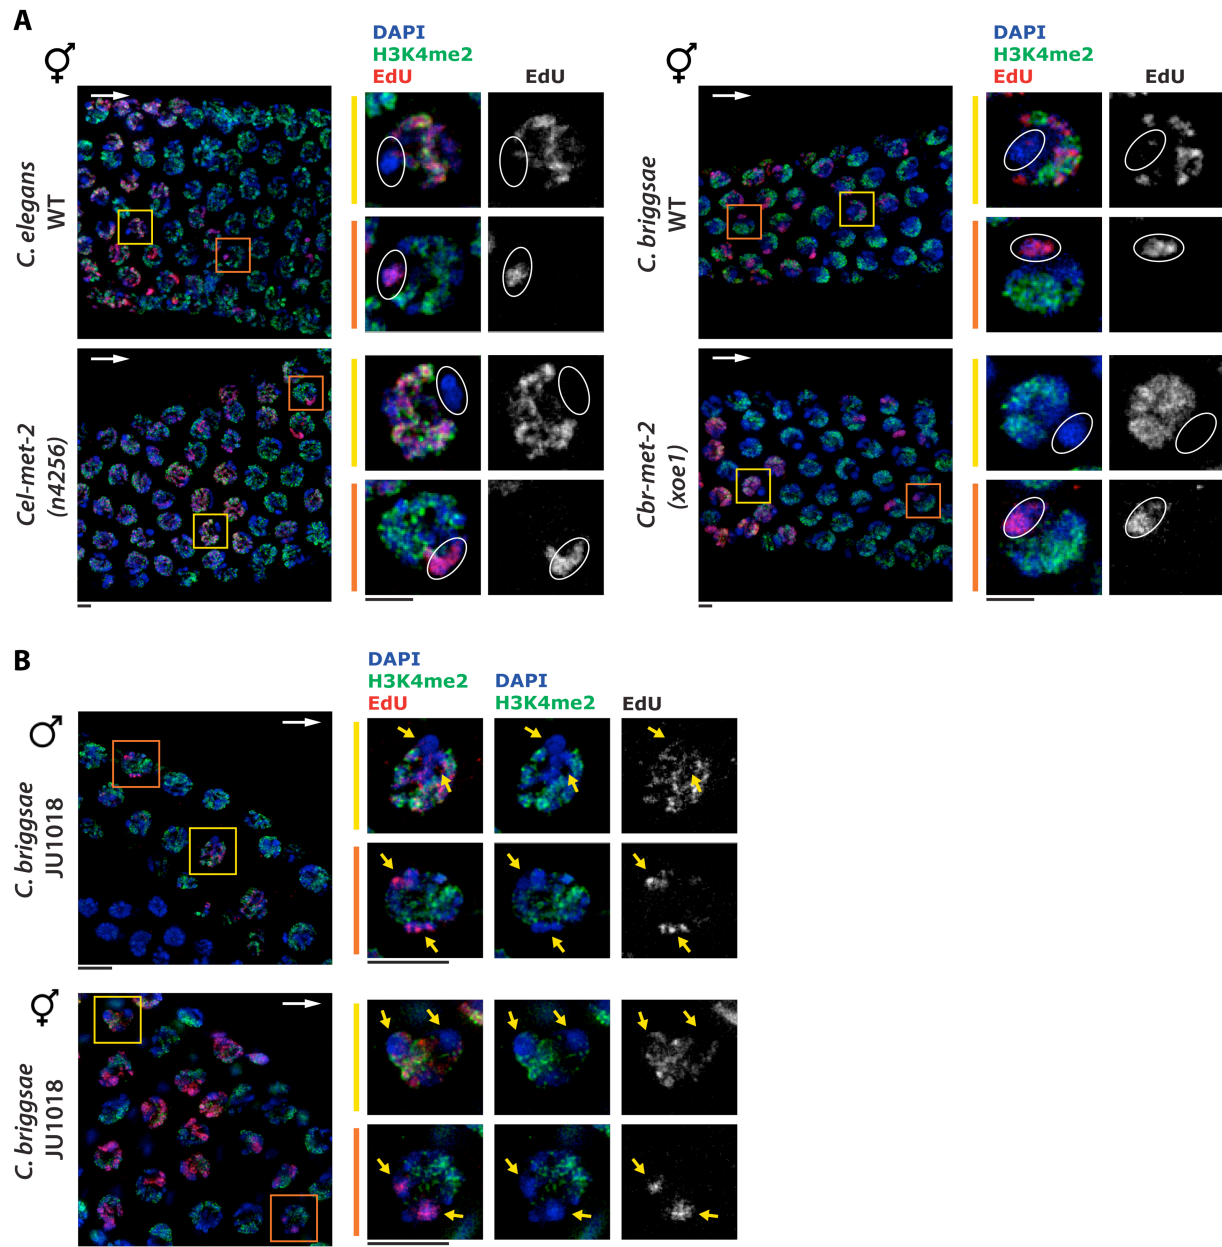 A
DAPI
H3K4me2
EdU
EdU
C. elegans
WT
Cel-met-2
(n4256)
DAPI
H3K4me2
EdU
EdU
C. briggsae
WT
Cbr-met-2
(xoe1)
B
DAPI
H3K4me2
EdU
DAPI
H3K4me2
EdU
C. briggsae
JU1018
C. briggsae
JU1018